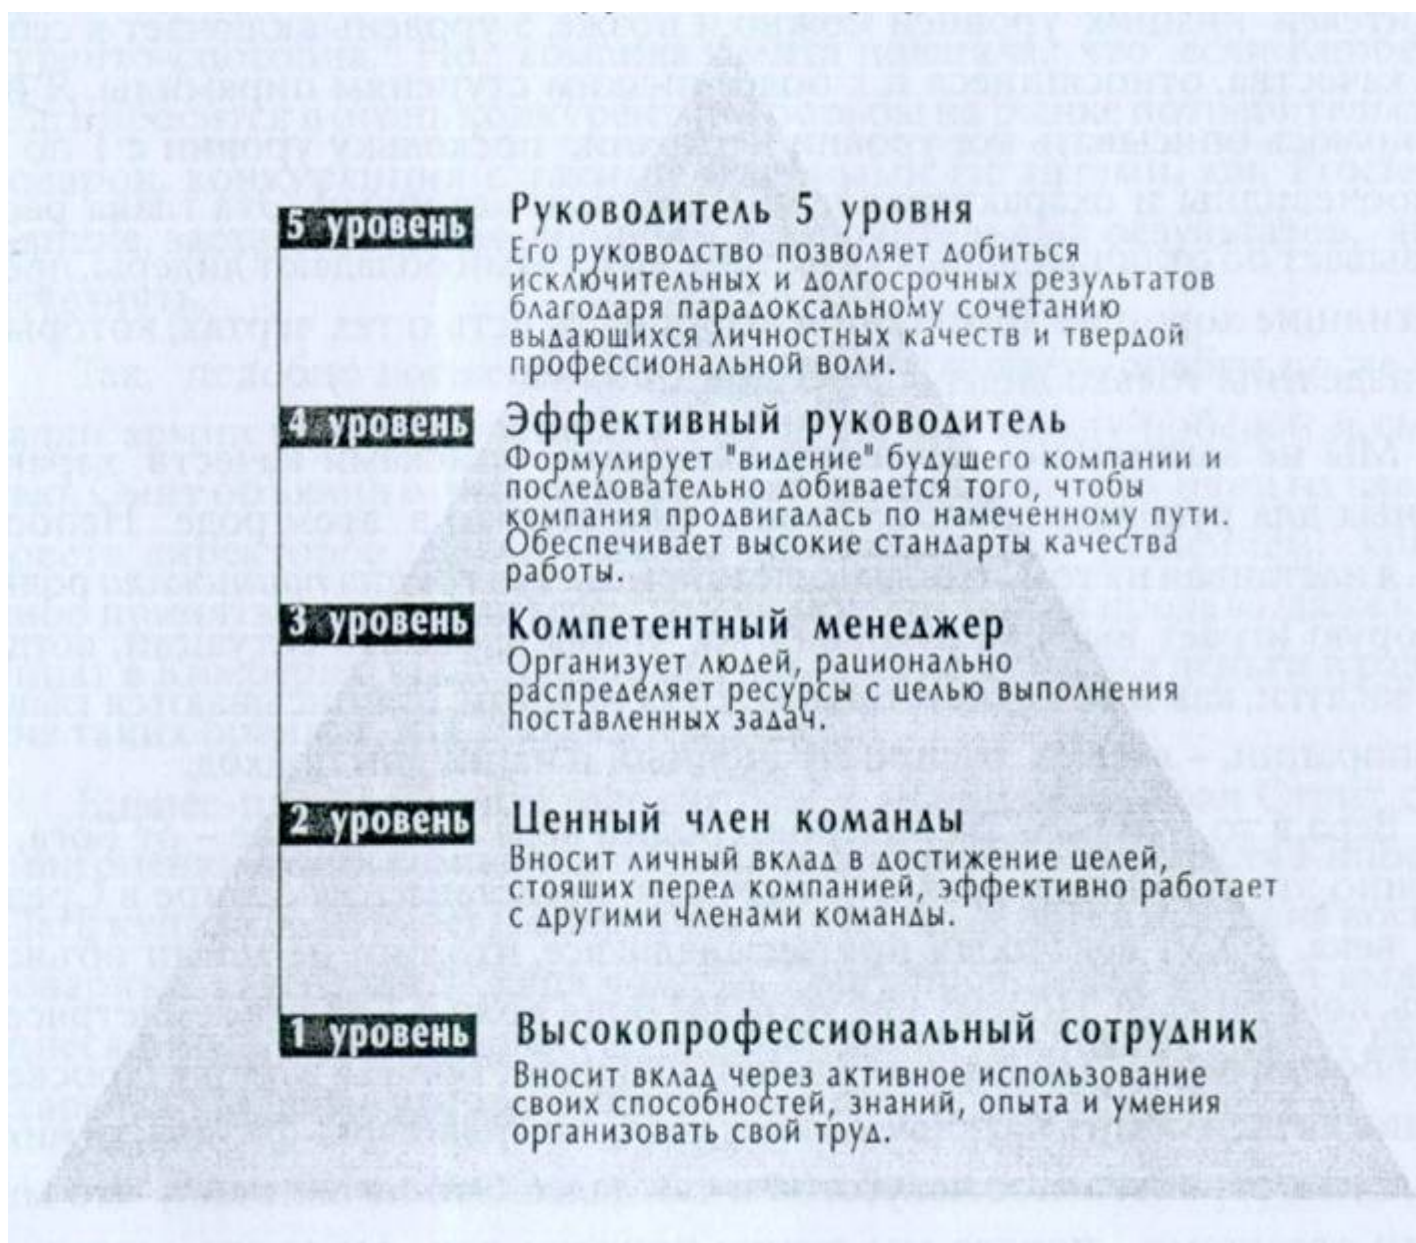 5 уровень
Руководитель 5 уровня
Его руководство позволяет добиться
исключительных и долгосрочных результатов
благодаря парадоксальному сочетанию
выдающихся личностных качеств и твердой
профессиональной воли.
4 уровень
Эффективный руководитель
Формулирует "видение" будущего компании и
последовательно добивается того, чтобы
компания продвигалась по намеченному пути.
Обеспечивает высокие стандарты качества
работы.
3 уровень
Компетентный менеджер
Организует людей, рационально
распределяет ресурсы с целью выполнения
поставленных задач.
2 уровень
Ценный член команды
Вносит личный вклад в достижение целей,
стояших перед компанией, эффективно работает
с другими членами команды.
1 уровень
Высокопрофессиональный сотрудник
Вносит вклад через активное использование
своих способностей, знаний, опыта и умения
организовать свой труд.